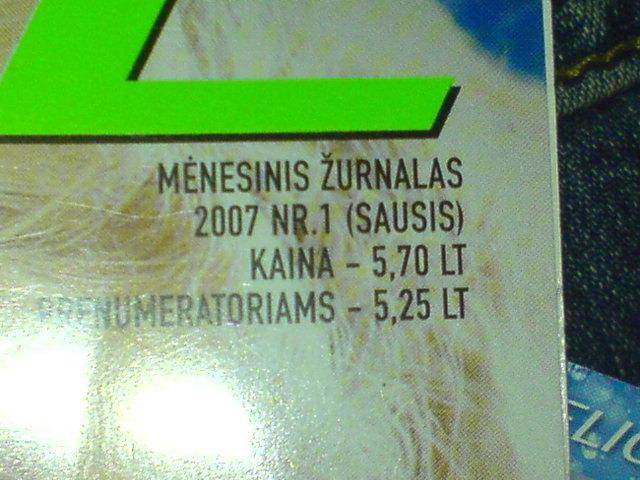 MĖNESINIS ŽURNALAS
2007 NR.1 (SAUSIS)
KAINA – 5,70 LT
PRENUMERATORIAMS – 5,25 LT